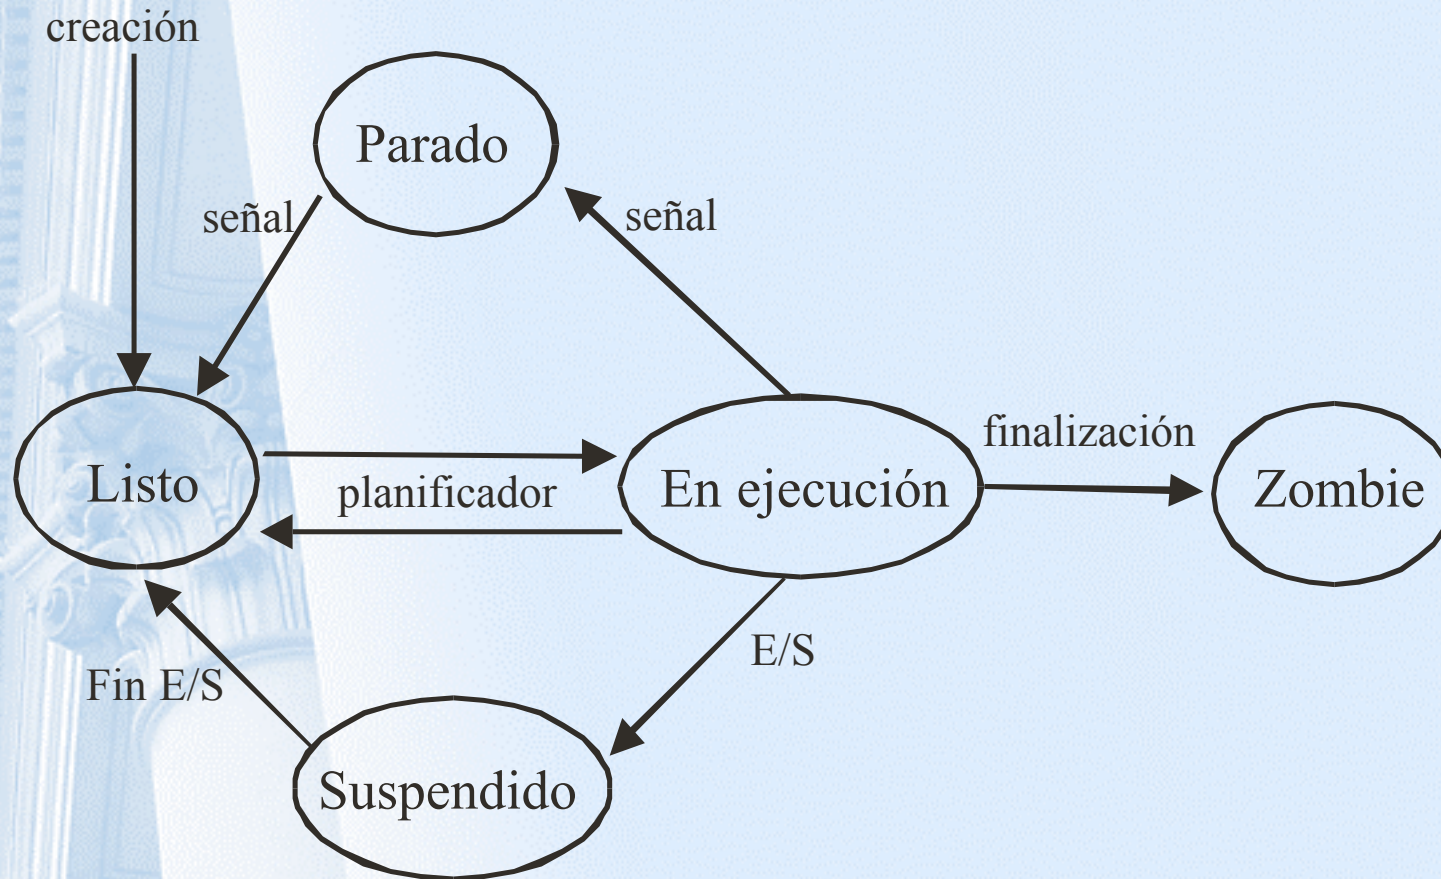 creación
Parado
señal
señal
finalización
Listo
planificador
En ejecución
Zombie
E/S
Fin E/S
Suspendido